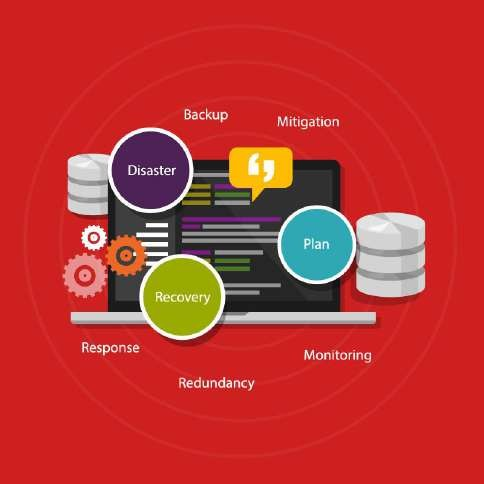 Backup
Mitigation
Disaster
Plan
Recovery
Response
Monitoring
Redundancy